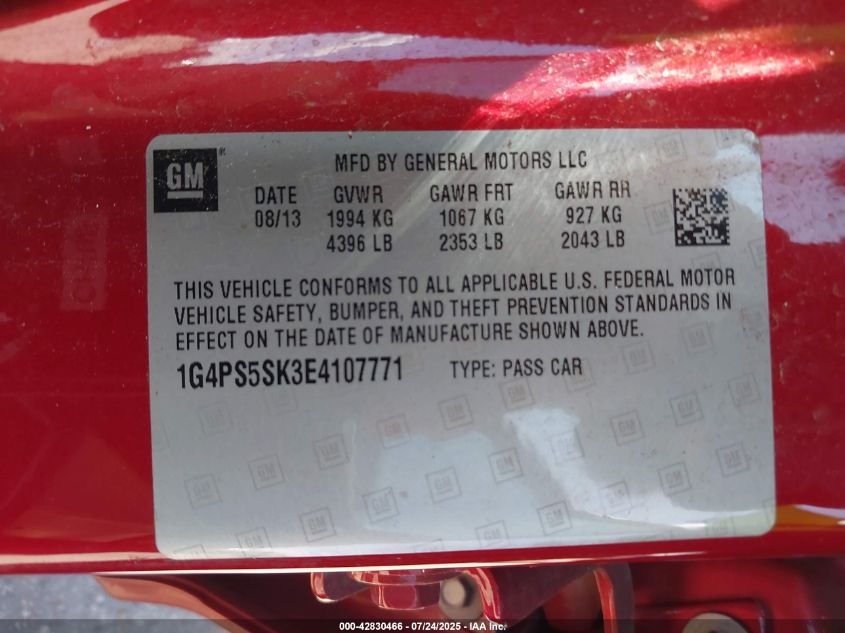 GM®
MFD BY GENERAL MOTORS LLC
DATE GVWR GAWR FRT GAWR RR
08/13 1994 KG 1067 KG 927 KG
4396 LB 2353 LB 2043 LB
THIS VEHICLE CONFORMS TO ALL APPLICABLE U.S. FEDERAL MOTOR
VEHICLE SAFETY, BUMPER, AND THEFT PREVENTION STANDARDS IN
EFFECT ON THE DATE OF MANUFACTURE SHOWN ABOVE.
1G4PS5SK3E4107771 TYPE: PASS CAR
000-42830466 - 07/24/2025 - IAA Inc.